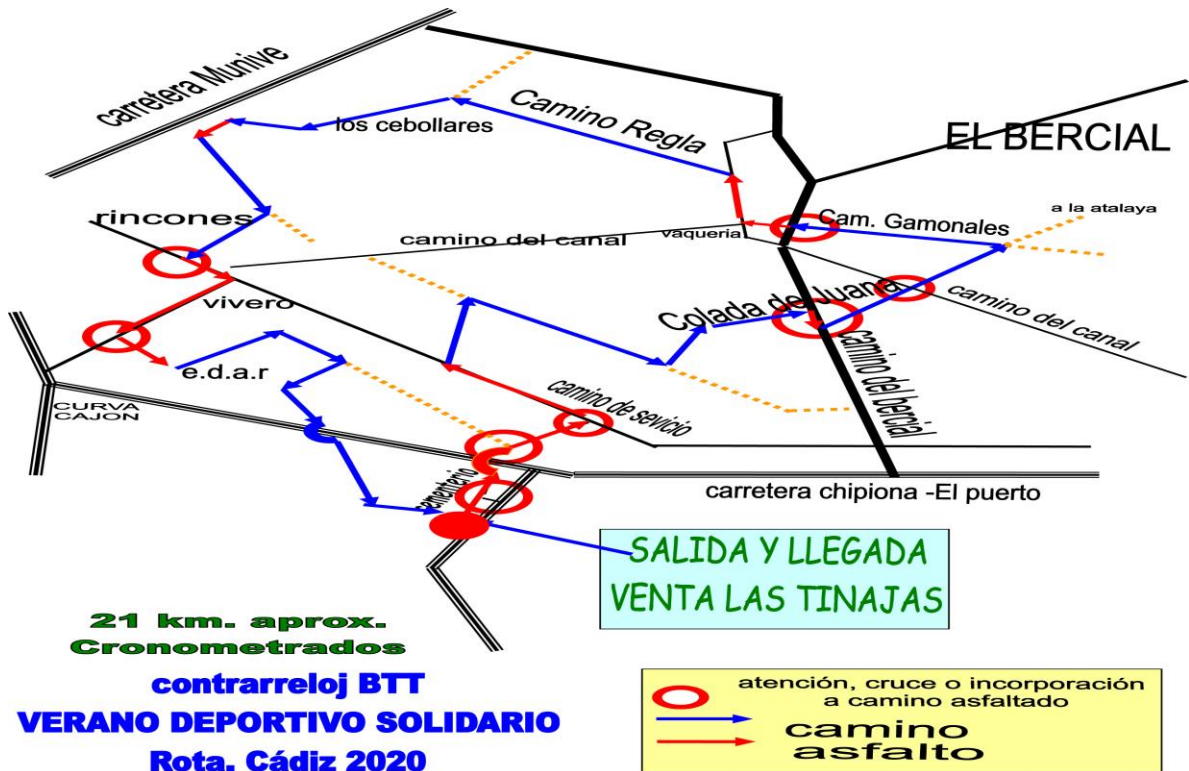 carretera Munive
Camino Regla
los cebollares
EL BERCIAL
rincones
Cam. Gamonales
a la atalaya
camino del canal
vaqueria
vivero
Colada de Juana
camino del canal
e.d.a.r
camino del bercial
CURVA
CAJON
camino de sevicio
cementerio
carretera chipiona -El puerto
SALIDA Y LLEGADA
VENTA LAS TINAJAS
21 km. aprox.
Cronometrados
contrarreloj BTT
VERANO DEPORTIVO SOLIDARIO
Rota. Cádiz 2020
atención, cruce o incorporación
a camino asfaltado
camino
asfalto